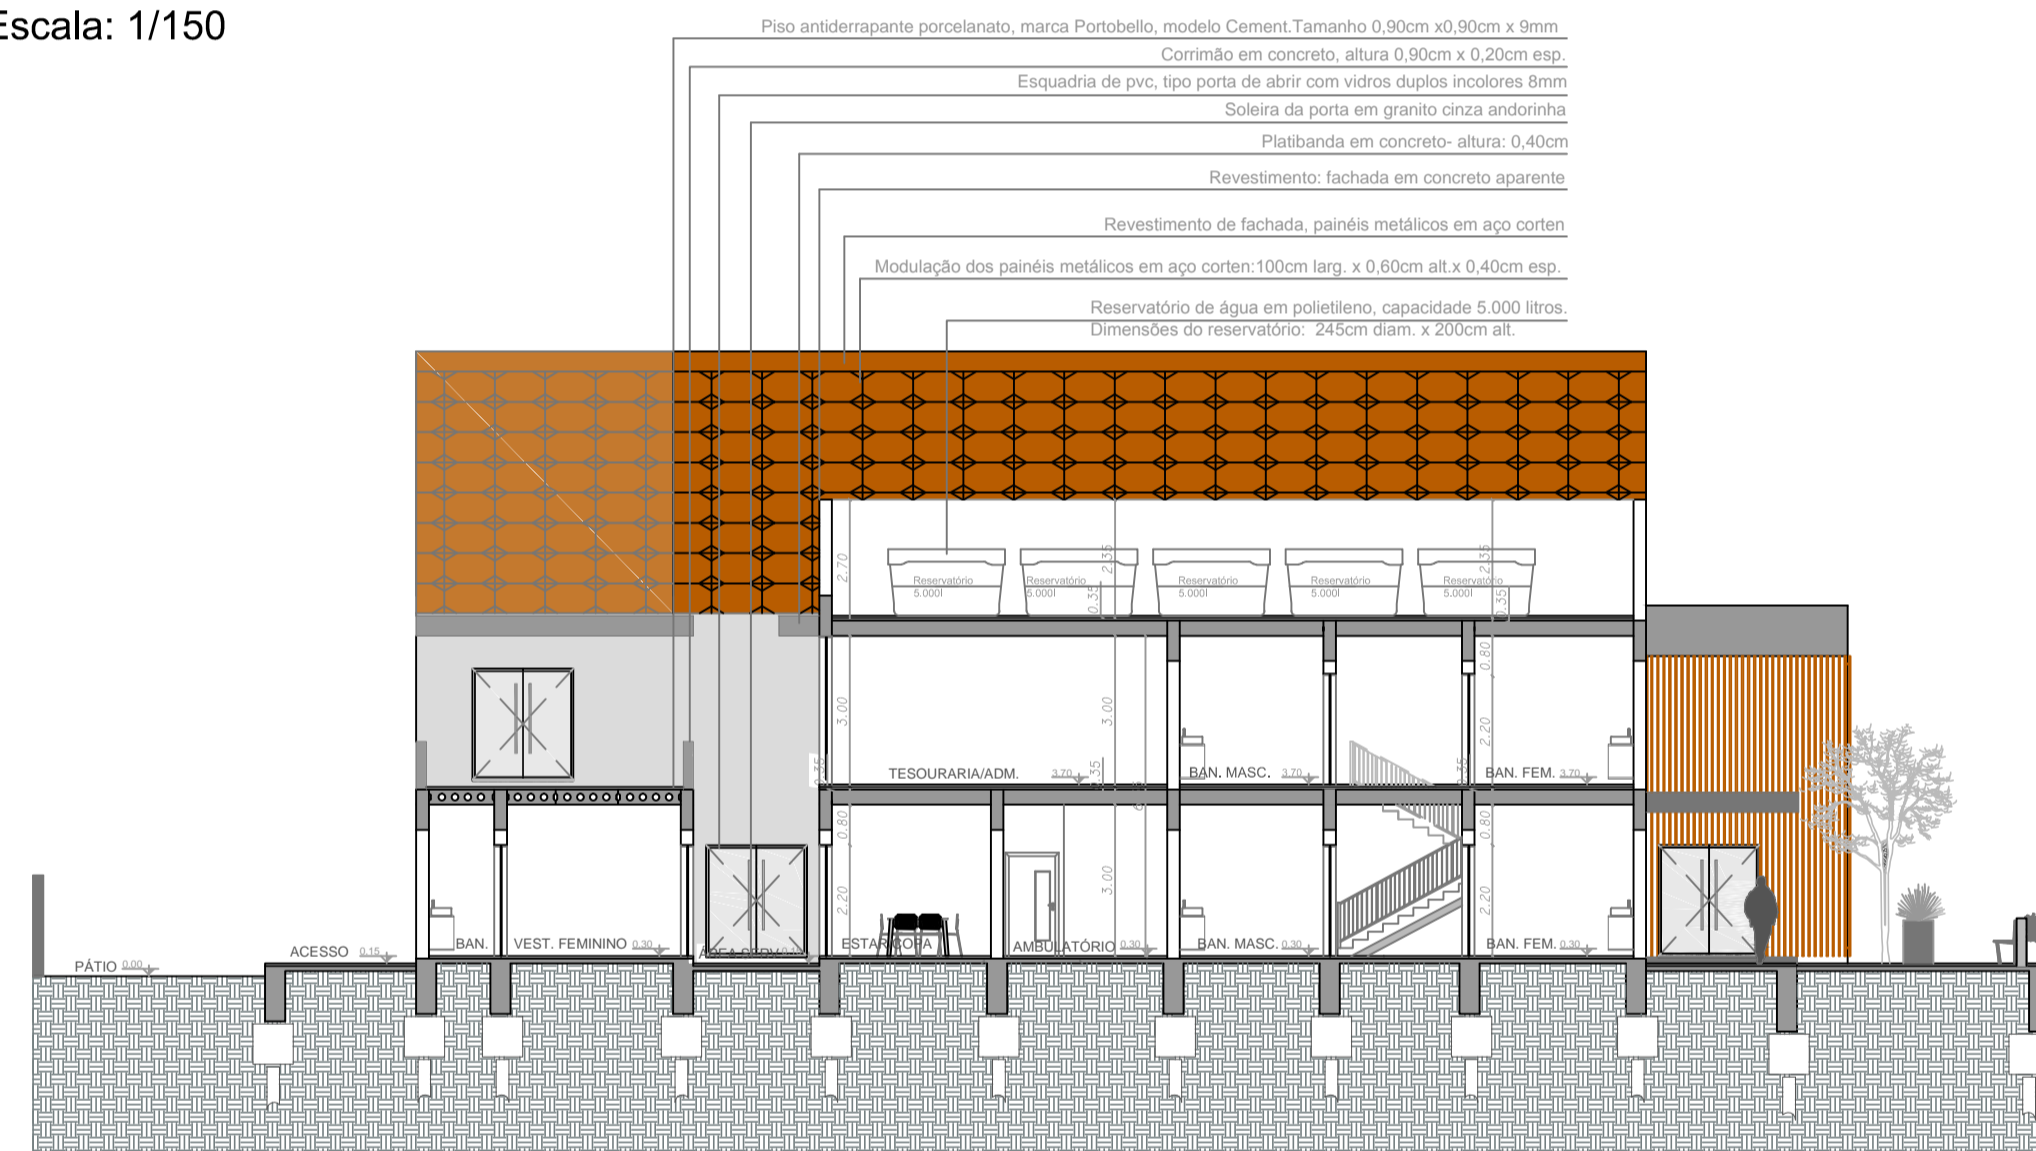 Escala: 1/150
Piso antiderrapante porcelanato, marca Portobello, modelo Cement.Tamanho 0,90cm x0,90cm x 9mm
Corrimão em concreto, altura 0,90cm x 0,20cm esp.
Esquadria de pvc, tipo porta de abrir com vidros duplos incolores 8mm
Soleira da porta em granito cinza andorinha
Platibanda em concreto- altura: 0,40cm
Revestimento: fachada em concreto aparente
Revestimento de fachada, painéis metálicos em aço corten
Modulação dos painéis metálicos em aço corten:100cm larg. x 0,60cm alt.x 0,40cm esp.
Reservatório de água em polietileno, capacidade 5.000 litros.
Dimensões do reservatório: 245cm diam. x 200cm alt.
2.70
2.35
2.35
Reservatório
5.000l
Reservatório
5.000l
Reservatório
5.000l
Reservatório
5.000l
Reservatório
5.000l
0.35
0.35
3.00
3.00
0.80
2.20
TESOURARIA/ADM. 3.70
BAN. MASC. 3.70
BAN. FEM. 3.70
0.35
0.80
3.00
0.80
2.20
2.20
PÁTIO 0.00
ACESSO 0.15
BAN.
VEST. FEMININO 0.30
ÁREA SERV. 0.15
ESTAR/COPA
AMBULATÓRIO 0.30
BAN. MASC. 0.30
BAN. FEM. 0.30